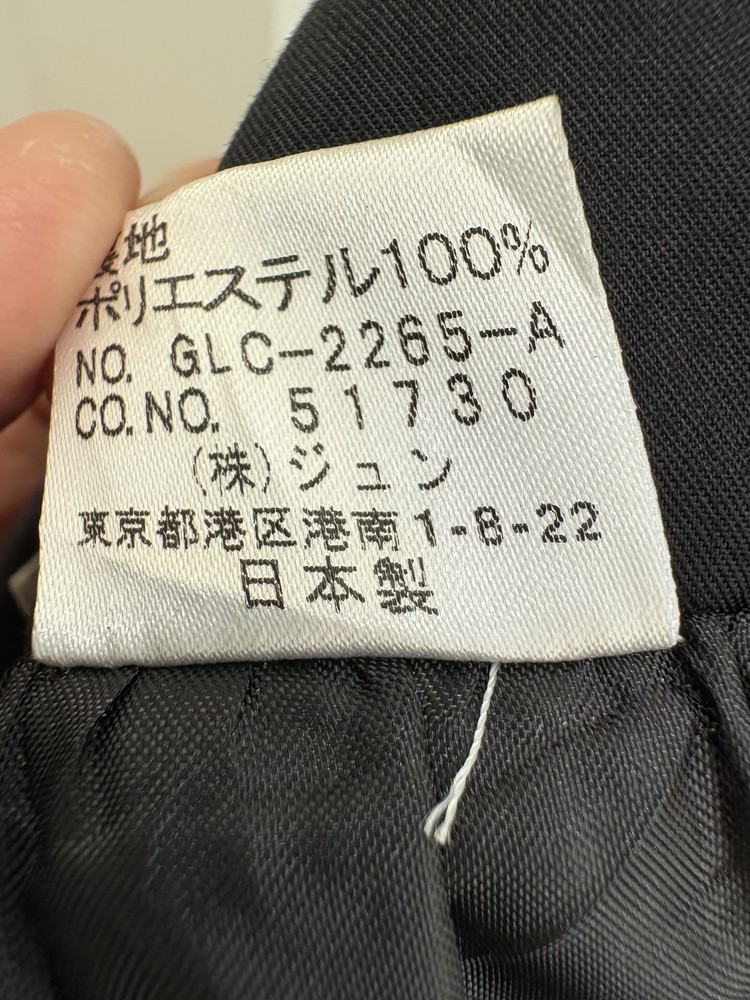 地
ポリエステル100%
NO. GLC-2265-A
CO.NO. 51730
(株)ジュン
東京都港区港南1-8-22
日本製